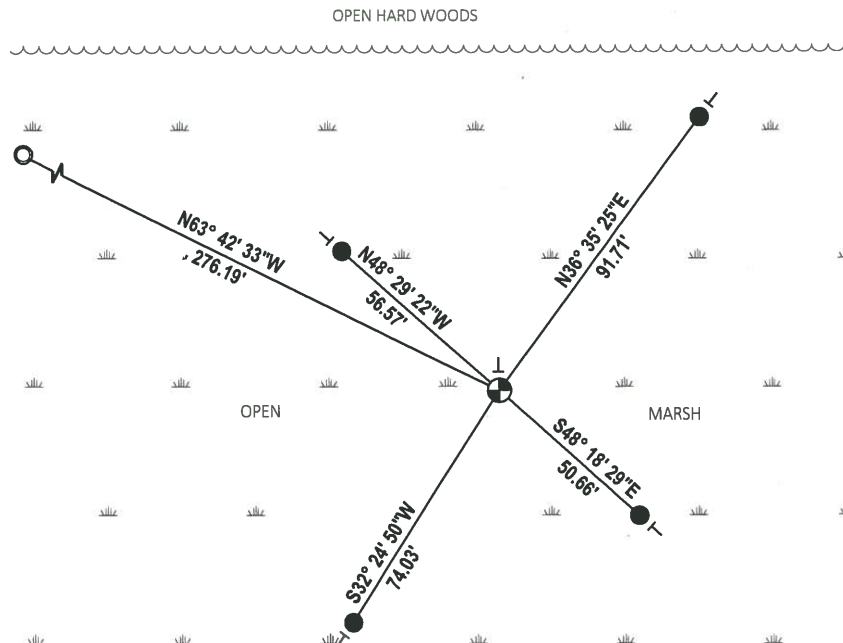 OPEN HARD WOODS
N63° 42' 33"W
, 276.19'
N48° 29' 22"W
56.57'
N36° 35' 25"E
91.71'
OPEN
MARSH
S48° 18' 29"E
50.66'
S32° 24' 50"W
74.03'